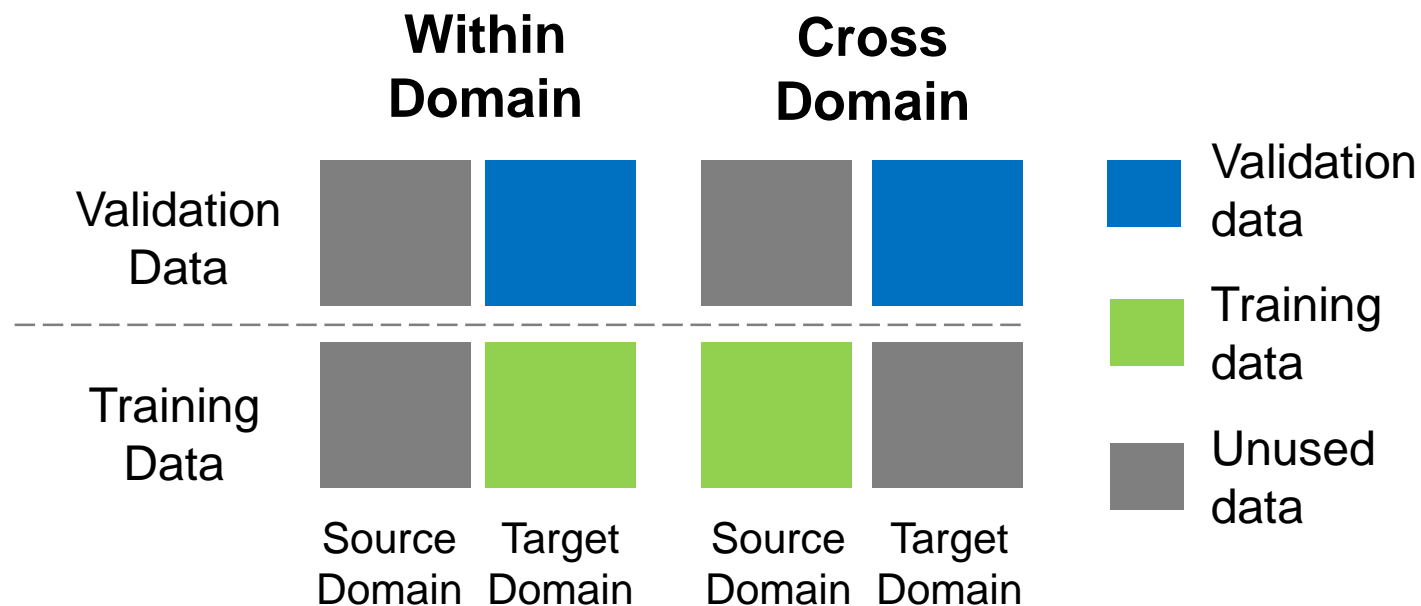 Within
Domain
Cross
Domain
Validation
Data
Training
Data
Source
Domain
Target
Domain
Source
Domain
Target
Domain
Validation
data
Training
data
Unused
data